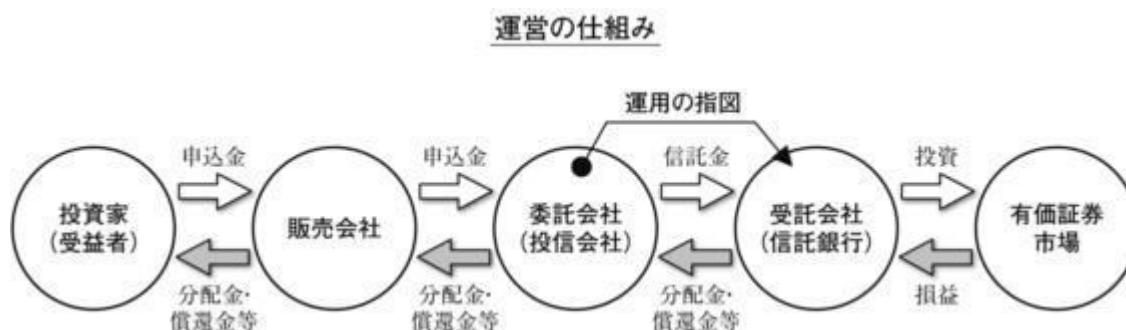 運営の仕組み
運用の指図
申込金
申込金
信託金
投資
投資家
(受益者)
販売会社
委託会社
(投信会社)
受託会社
(信託銀行)
有価証券
市場
分配金・
償還金等
分配金・
償還金等
分配金・
償還金等
損益